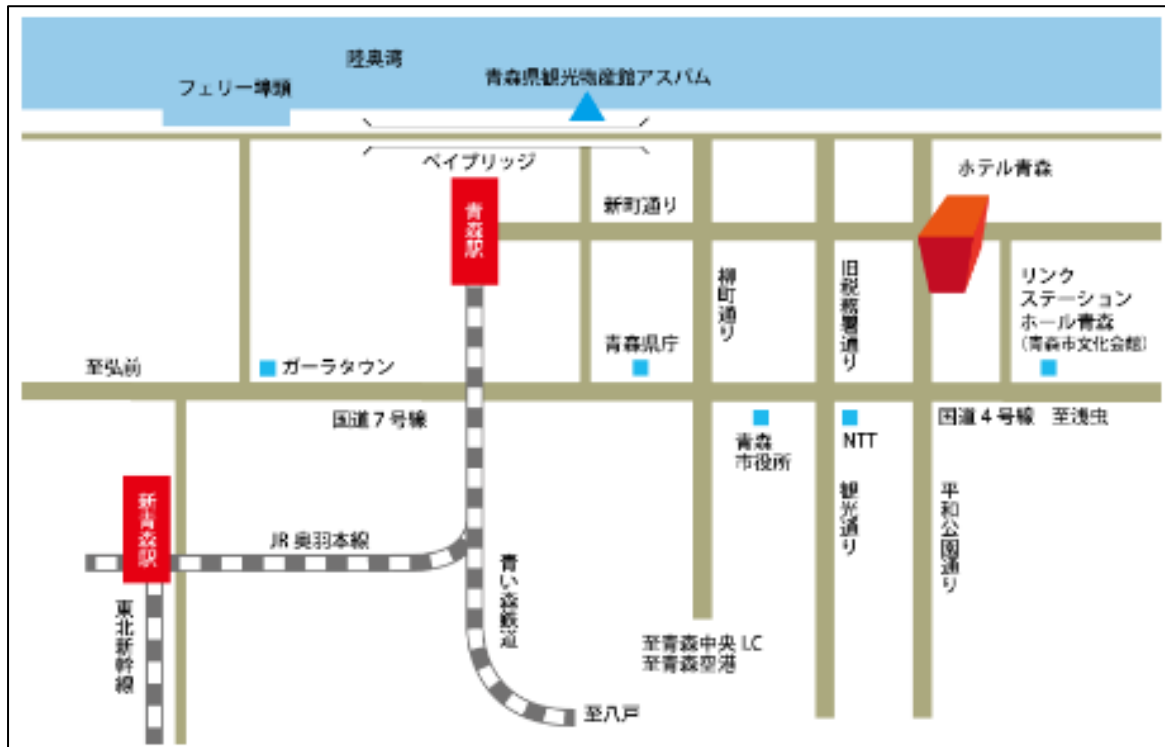 陸奥湾
青森県観光物産館アスパム
フェリー埠頭
ベイブリッジ
ホテル青森
青森駅
新町通り
柳町通り
旧税務署通り
リンク
ステーション
ホール青森
(青森市文化会館)
青森県庁
至弘前
ガーラタウン
国道7号線
青森
市役所
NTT
国道4号線 至浅虫
新青森駅
JR奥羽本線
青い森鉄道
観光通り
平和公園通り
東北新幹線
至青森中央LC
至青森空港
至八戸